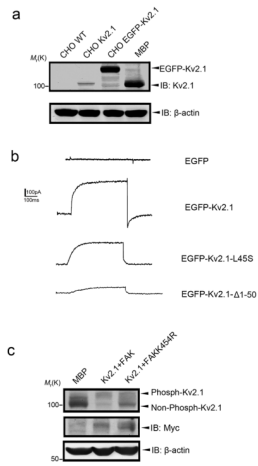 a
CHO WT
CHO Kv2.1
CHO EGFP-Kv2.1
MBP
Mr(K)
EGFP-Kv2.1
100
IB: Kv2.1
IB: β-actin
b
EGFP
100pA
100ms
EGFP-Kv2.1
EGFP-Kv2.1-L45S
EGFP-Kv2.1-Δ1-50
c
MBP
Kv2.1+FAK
Kv2.1+FAKK454R
Mr(K)
Phosph-Kv2.1
100
Non-Phosph-Kv2.1
IB: Myc
IB: β-actin
50